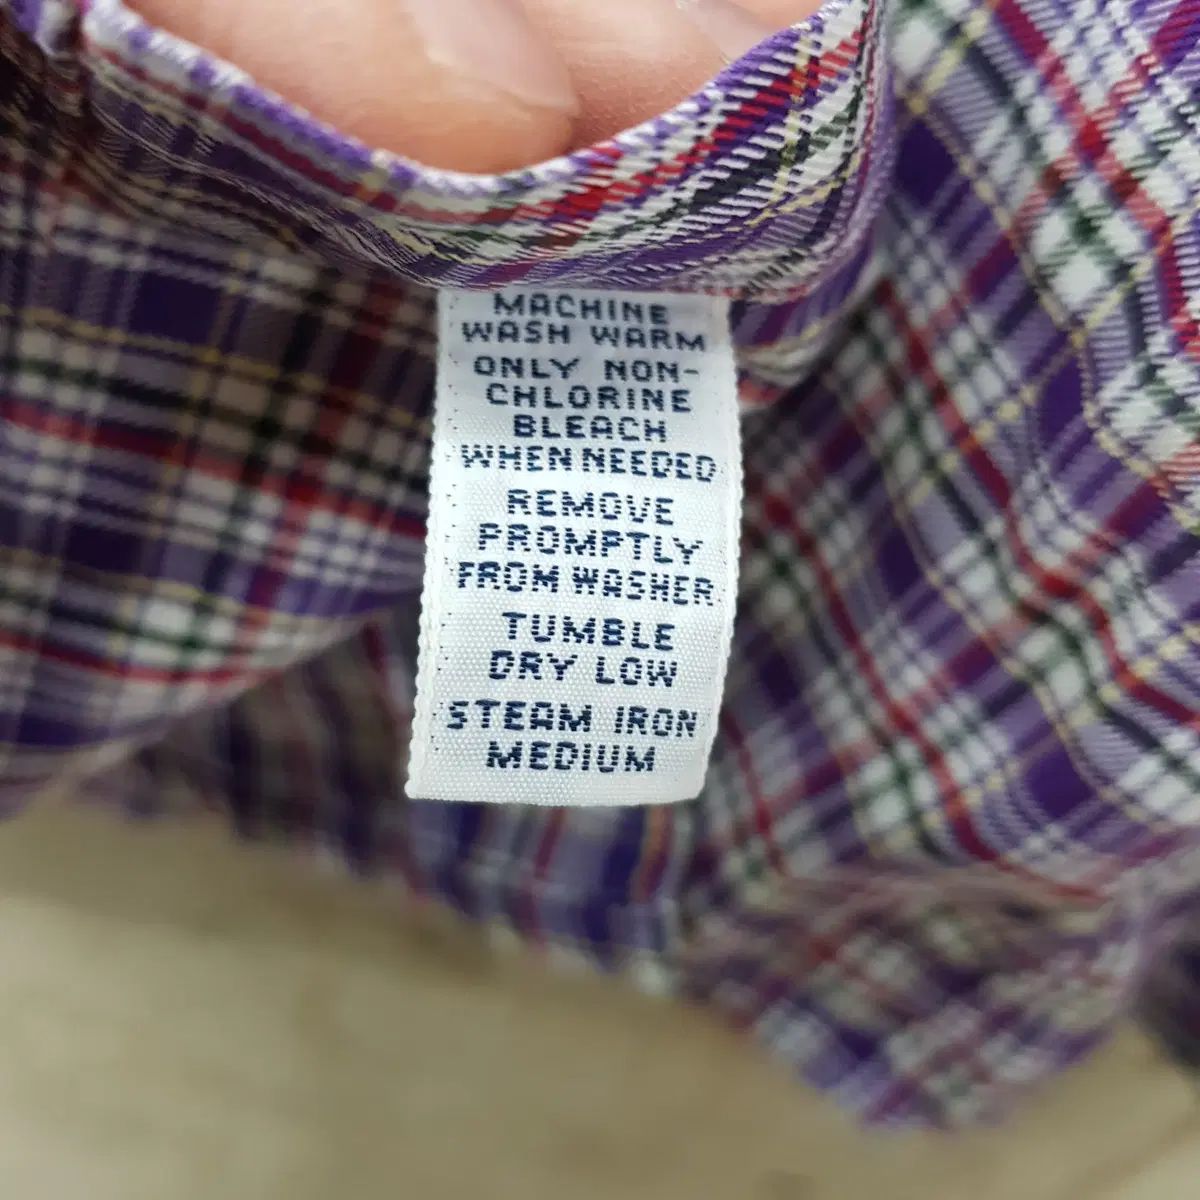 MACHINE
WASH WARM
ONLY NON-
CHLORINE
BLEACH
WHEN NEEDED
REMOVE
PROMPTLY
FROM WASHER
TUMBLE
DRY LOW
STEAM IRON
MEDIUM